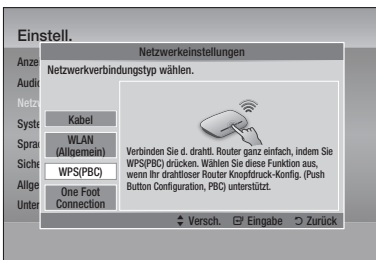 Einstell.
Netzwerkeinstellungen
Anze
Netzwerkverbindungstyp wählen.
Audio
Netzw
Syste
Sprac
Siche
Allge
Unter
Kabel
WLAN
(Allgemein)
WPS(PBC)
One Foot
Connection
Verbinden Sie d. drahtl. Router ganz einfach, indem Sie
WPS(PBC) drücken. Wählen Sie diese Funktion aus,
wenn Ihr drahtloser Router Knopfdruck-Konfig. (Push
Button Configuration, PBC) unterstützt.
Versch. Eingabe Zurück